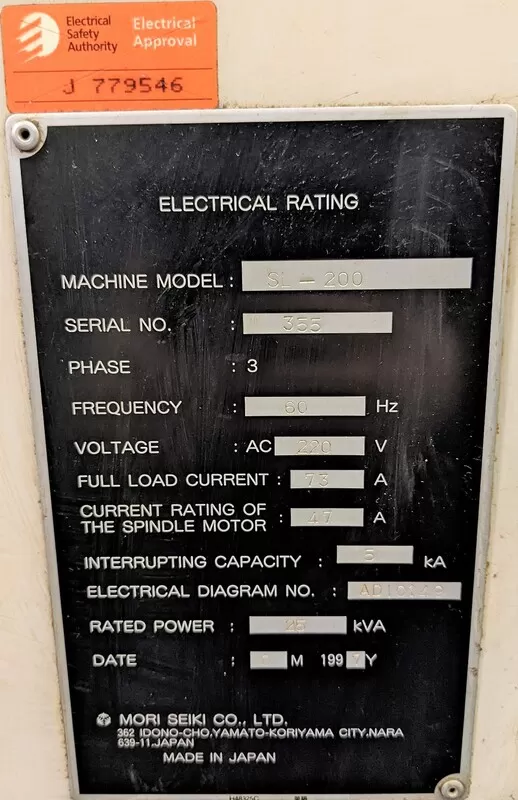 Electrical
Safety
Authority
Electrical
Approval
J 779546
ELECTRICAL RATING
MACHINE MODEL : SL-200
SERIAL NO. : 355
PHASE : 3
FREQUENCY : 60 Hz
VOLTAGE : AC 220 V
FULL LOAD CURRENT : 73 A
CURRENT RATING OF
THE SPINDLE MOTOR : 47 A
INTERRUPTING CAPACITY : 5 kA
ELECTRICAL DIAGRAM NO. :
RATED POWER : 25 kVA
DATE : M 1997 Y
MORI SEIKI CO., LTD.
362 IDONO-CHO,YAMATO-KORIYAMA CITY,NARA
639-11,JAPAN
MADE IN JAPAN